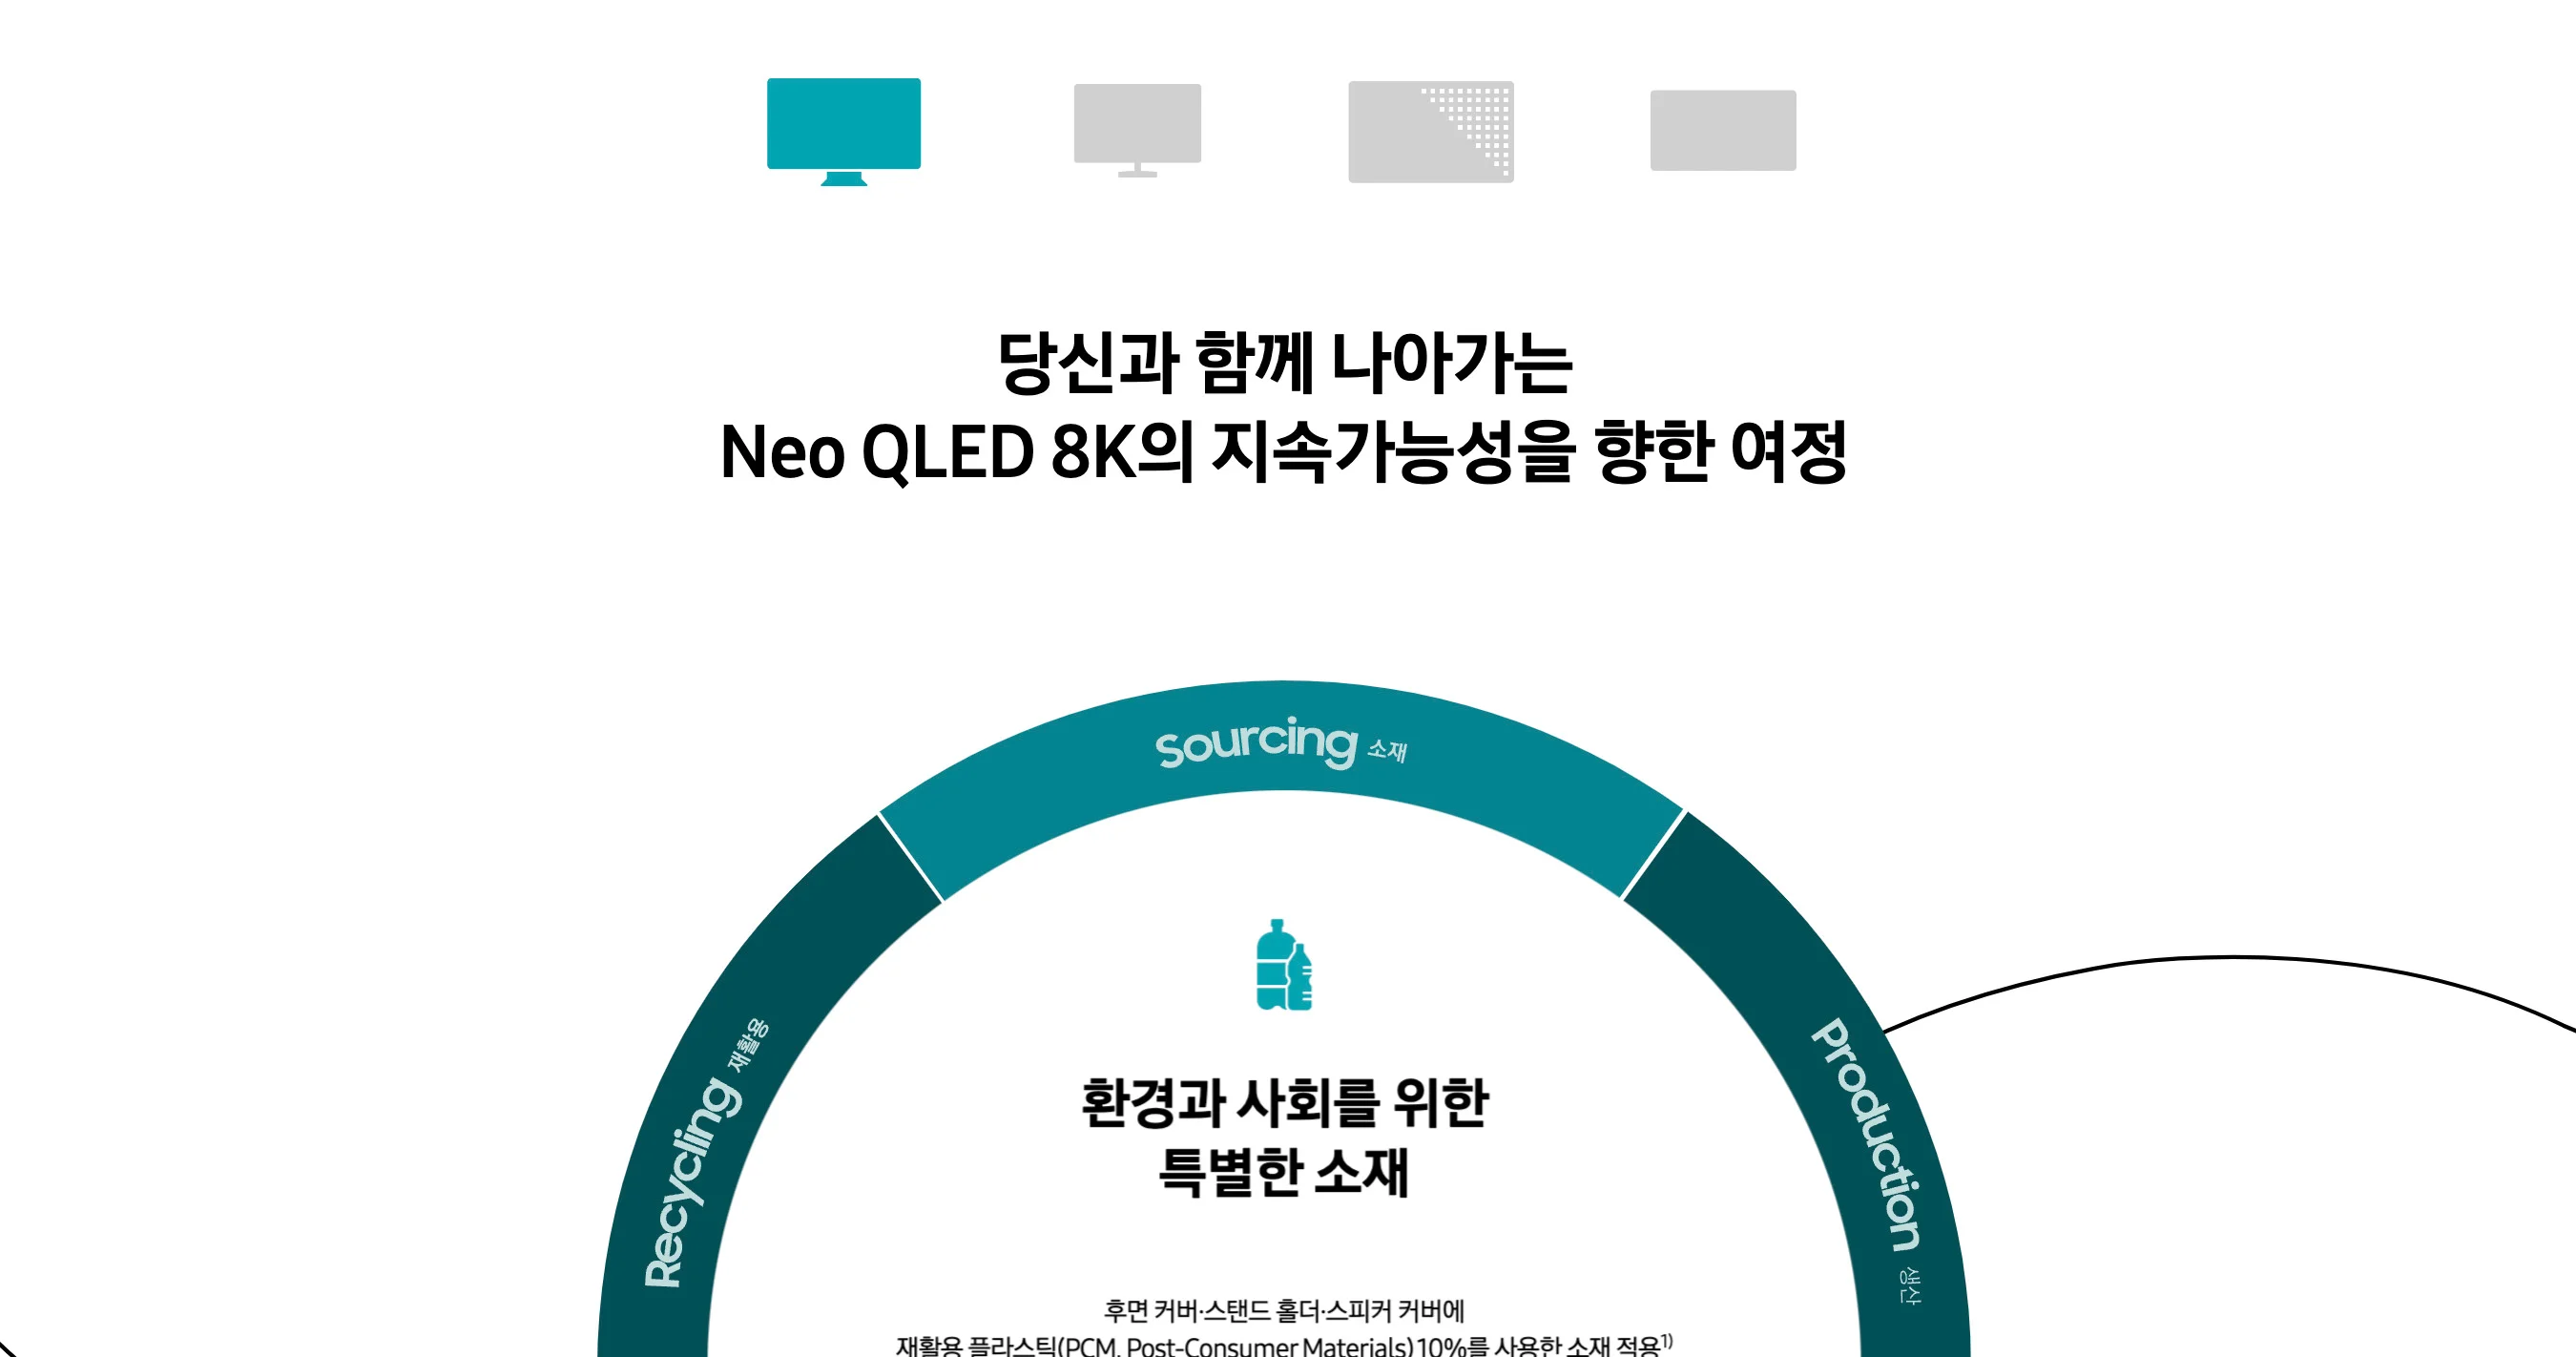 당신과 함께 나아가는
Neo QLED 8K의 지속가능성을 향한 여정
Sourcing 소재
Recycling 재활용
Production 생산
환경과 사회를 위한
특별한 소재
후면 커버·스탠드 홀더·스피커 커버에
재활용 플라스틱(PCM, Post-Consumer Materials) 10%를 사용한 소재 적용1)